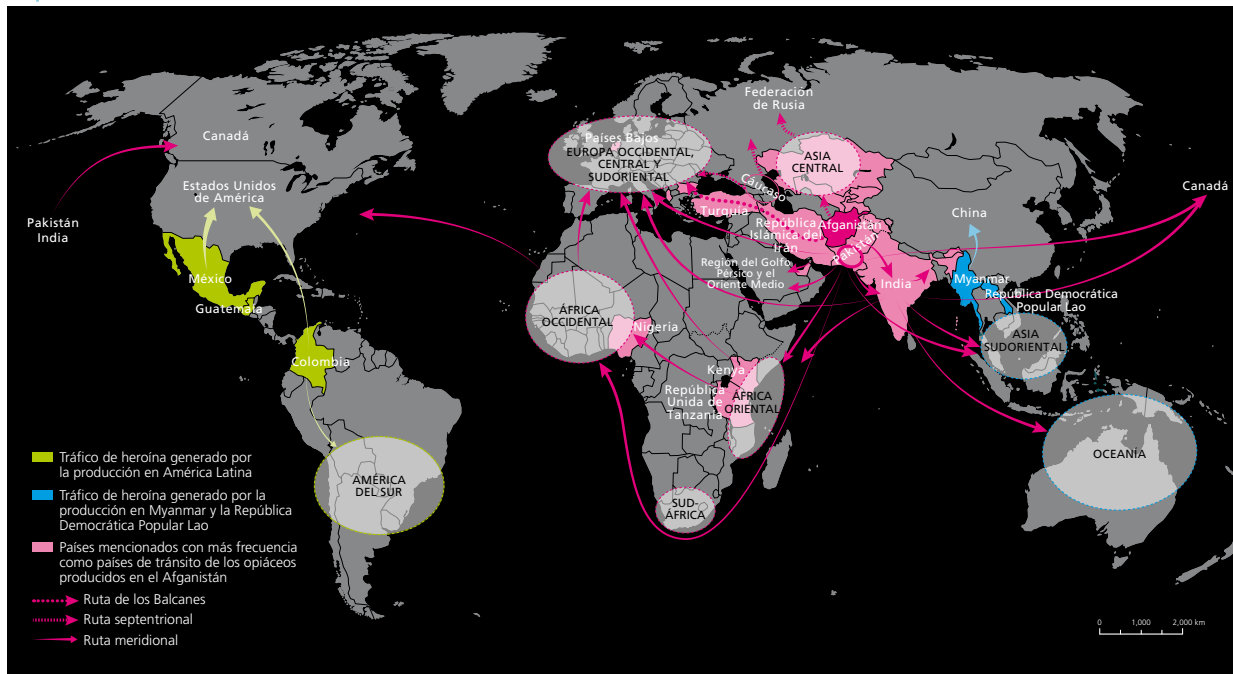 Federación
de Rusia
Canadá
Países Bajos
EUROPA OCCIDENTAL,
CENTRAL Y
SUDORIENTAL
ASIA
CENTRAL
Estados Unidos
de América
Cáucaso
Canadá
Pakistán
India
Turquía
China
República
Islámica del
Irán
Afganistán
Pakistán
Región del Golfo
Pérsico y el
Oriente Medio
India
Myanmar
República Democrática
Popular Lao
México
Guatemala
ÁFRICA
OCCIDENTAL
Nigeria
ASIA
SUDORIENTAL
Colombia
Kenya
República
Unida de
Tanzanía
ÁFRICA
ORIENTAL
OCEANÍA
AMÉRICA
DEL SUR
SUD-
ÁFRICA
Tráfico de heroína generado por
la producción en América Latina
Tráfico de heroína generado por la
producción en Myanmar y la República
Democrática Popular Lao
Países mencionados con más frecuencia
como países de tránsito de los opiáceos
producidos en el Afganistán
Ruta de los Balcanes
Ruta septentrional
Ruta meridional
0 1,000 2,000 km